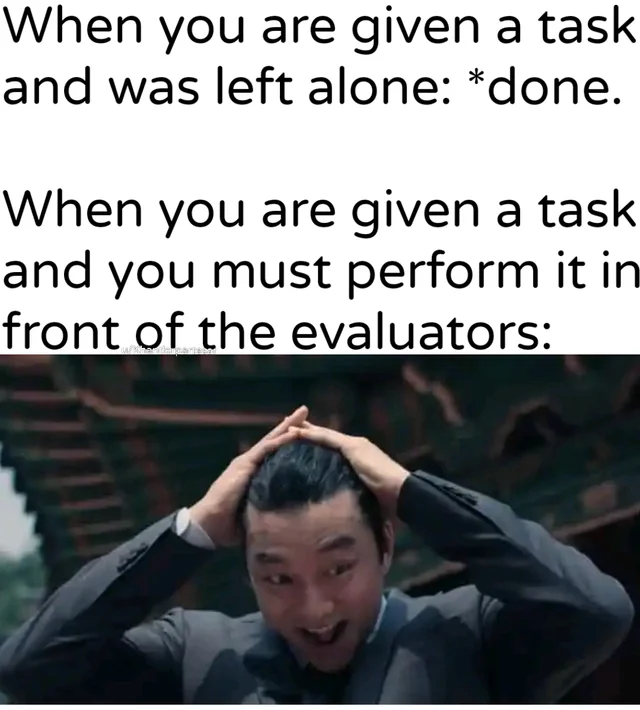 When you are given a task
and was left alone: *done.
When you are given a task
and you must perform it in
front of the evaluators: